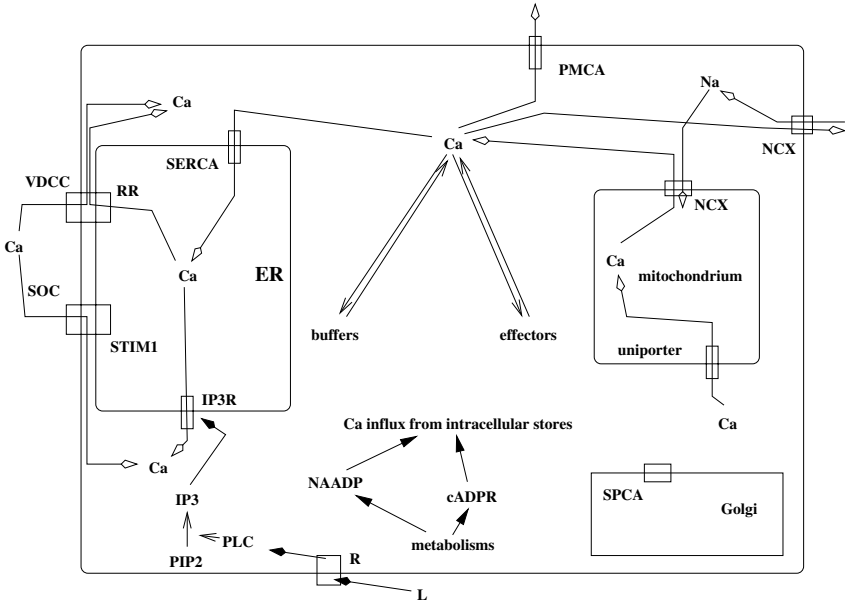 PMCA
Na
Ca
NCX
SERCA
Ca
VDCC
RR
NCX
Ca
Ca
Ca
ER
mitochondrium
SOC
buffers
effectors
STIM1
uniporter
IP3R
Ca influx from intracellular stores
Ca
Ca
NAADP
cADPR
IP3
SPCA
Golgi
PLC
metabolisms
PIP2
R
L